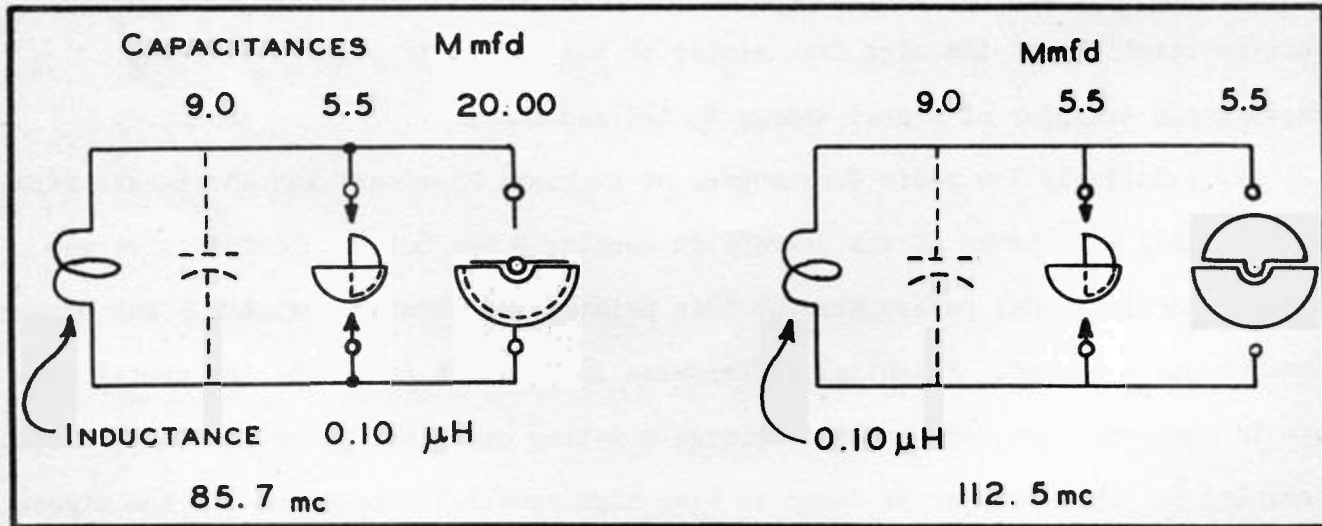 CAPACITANCES Mmfd
9.0 5.5 20.00
INDUCTANCE 0.10 μH
85.7 mc
Mmfd
9.0 5.5 5.5
0.10 μH
112.5 mc